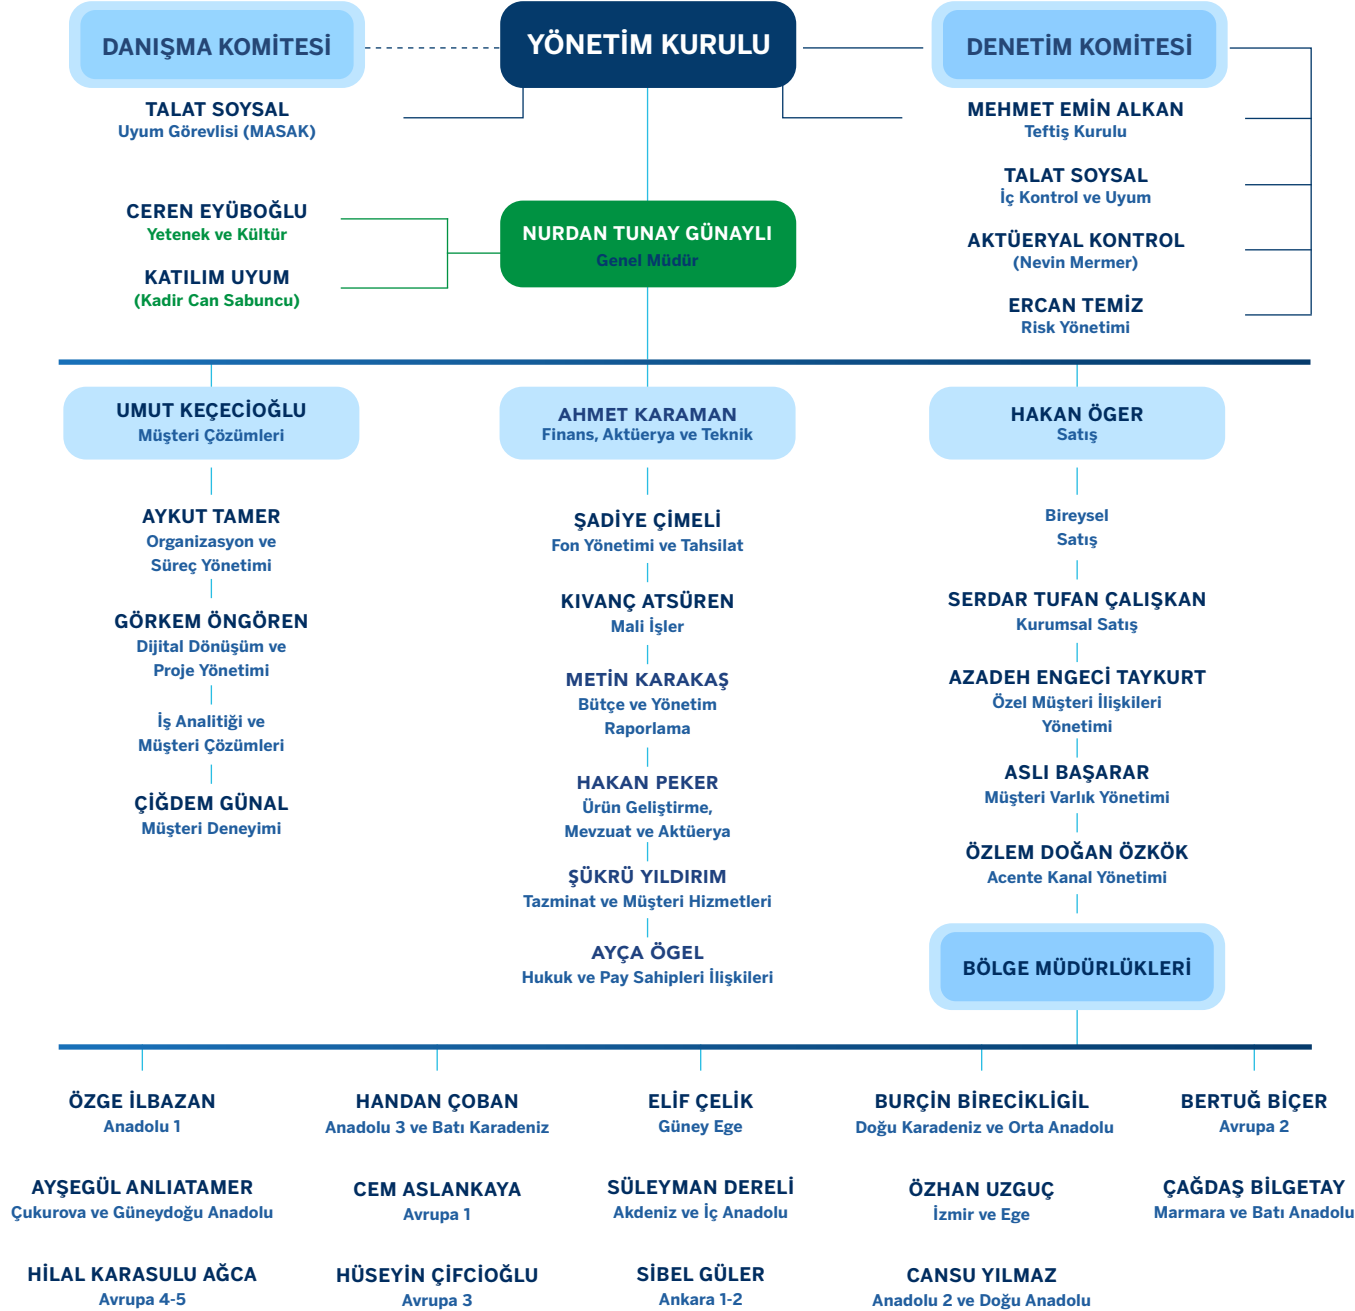 DANIŞMA KOMİTESİ
YÖNETİM KURULU
DENETİM KOMİTESİ
TALAT SOYSAL
Uyum Görevlisi (MASAK)
MEHMET EMİN ALKAN
Teftiş Kurulu
TALAT SOYSAL
İç Kontrol ve Uyum
AKTÜERYAL KONTROL
(Nevin Mermer)
ERCAN TEMİZ
Risk Yönetimi
CEREN EYÜBOĞLU
Yetenek ve Kültür
KATILIM UYUM
(Kadir Can Sabuncu)
NURDAN TUNAY GÜNAYLI
Genel Müdür
UMUT KEÇECİOĞLU
Müşteri Çözümleri
AYKUT TAMER
Organizasyon ve
Süreç Yönetimi
GÖRKEM ÖNGÖREN
Dijital Dönüşüm ve
Proje Yönetimi
İş Analitiği ve
Müşteri Çözümleri
ÇİĞDEM GÜNAL
Müşteri Deneyimi
AHMET KARAMAN
Finans, Aktüerya ve Teknik
ŞADİYE ÇİMELİ
Fon Yönetimi ve Tahsilat
KIVANÇ ATSÜREN
Mali İşler
METİN KARAKAŞ
Bütçe ve Yönetim
Raporlama
HAKAN PEKER
Ürün Geliştirme,
Mevzuat ve Aktüerya
ŞÜKRÜ YILDIRIM
Tazminat ve Müşteri Hizmetleri
AYÇA ÖGEL
Hukuk ve Pay Sahipleri İlişkileri
HAKAN ÖGER
Satış
Bireysel
Satış
SERDAR TUFAN ÇALIŞKAN
Kurumsal Satış
AZADEH ENGECİ TAYKURT
Özel Müşteri İlişkileri
Yönetimi
ASLI BAŞARAR
Müşteri Varlık Yönetimi
ÖZLEM DOĞAN ÖZKÖK
Acente Kanal Yönetimi
BÖLGE MÜDÜRLÜKLERİ
ÖZGE İLBAZAN
Anadolu 1
HANDAN ÇOBAN
Anadolu 3 ve Batı Karadeniz
ELİF ÇELİK
Güney Ege
BURÇİN BİRECİKLİGİL
Doğu Karadeniz ve Orta Anadolu
BERTUĞ BİÇER
Avrupa 2
AYŞEGÜL ANLIATAMER
Çukurova ve Güneydoğu Anadolu
CEM ASLANKAYA
Avrupa 1
SÜLEYMAN DERELİ
Akdeniz ve İç Anadolu
ÖZHAN UZGUÇ
İzmir ve Ege
ÇAĞDAŞ BİLGETAY
Marmara ve Batı Anadolu
HİLAL KARASULU AĞCA
Avrupa 4-5
HÜSEYİN ÇİFCİOĞLU
Avrupa 3
SİBEL GÜLER
Ankara 1-2
CANSU YILMAZ
Anadolu 2 ve Doğu Anadolu